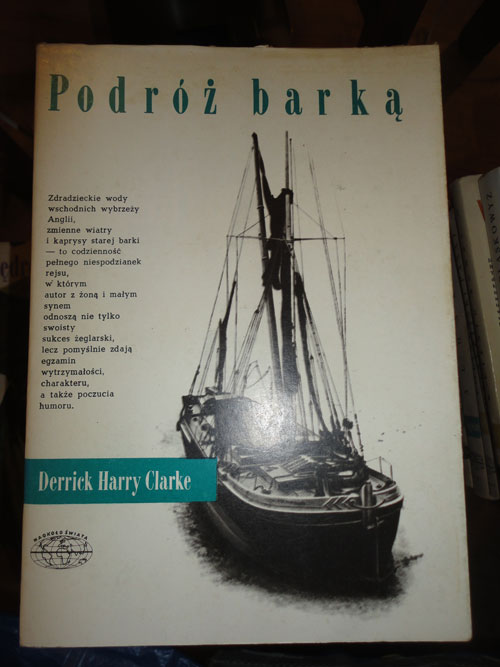 Podróż barką
Zdradzieckie wody
wschodnich wybrzeży
Anglii,
zmienne wiatry
i kaprysy starej barki
— to codzienność
pełnego niespodzianek
rejsu,
w którym
autor z żoną i małym
synem
odnoszą nie tylko
swoisty
sukces żeglarski,
lecz pomyślnie zdają
egzamin
wytrzymałości,
charakteru,
a także poczucia
humoru.
Derrick Harry Clarke
NAOKOŁO ŚWIATA